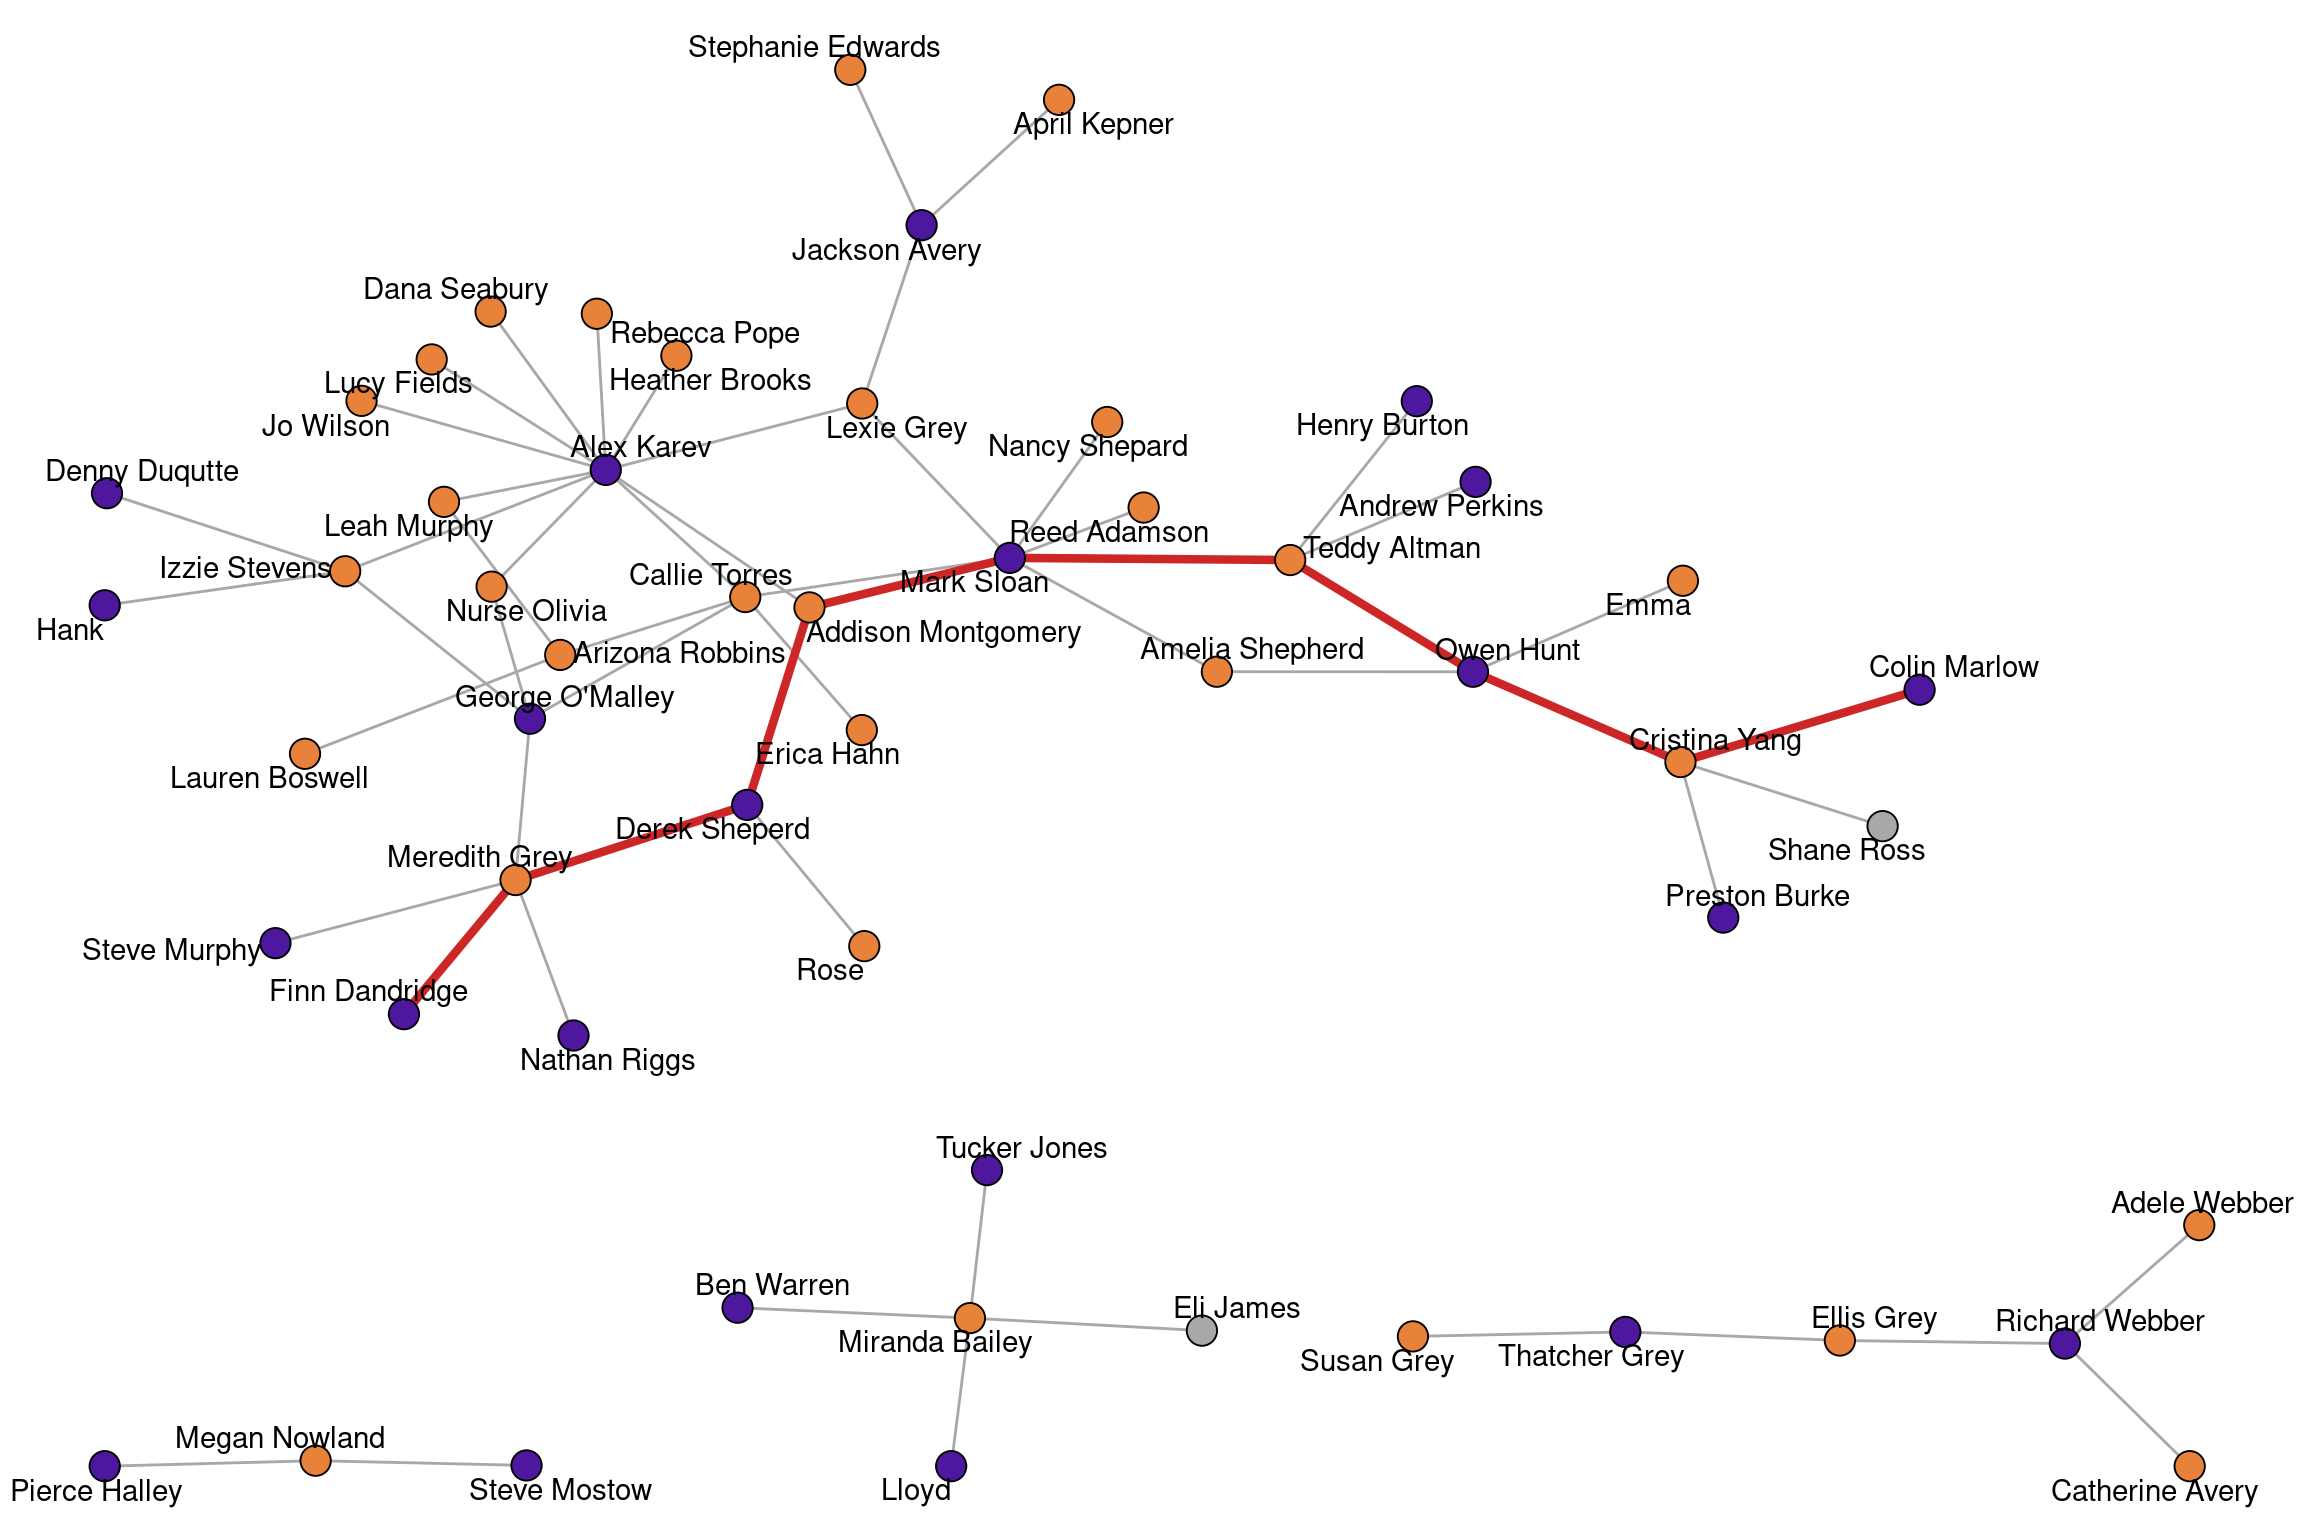 Stephanie Edwards
April Kepner
Jackson Avery
Dana Seabury
Rebecca Pope
Lucy Fields
Heather Brooks
Jo Wilson
Lexie Grey
Henry Burton
Alex Karev
Nancy Shepard
Denny Duqutte
Andrew Perkins
Leah Murphy
Reed Adamson
Teddy Altman
Izzie Stevens
Callie Torres
Mark Sloan
Emma
Nurse Olivia
Hank
Addison Montgomery
Amelia Shepherd
Owen Hunt
Arizona Robbins
Colin Marlow
George O'Malley
Cristina Yang
Erica Hahn
Lauren Boswell
Derek Sheperd
Shane Ross
Meredith Grey
Preston Burke
Steve Murphy
Rose
Finn Dandridge
Nathan Riggs
Tucker Jones
Adele Webber
Ben Warren
Eli James
Ellis Grey
Richard Webber
Miranda Bailey
Susan Grey
Thatcher Grey
Megan Nowland
Pierce Halley
Steve Mostow
Lloyd
Catherine Avery